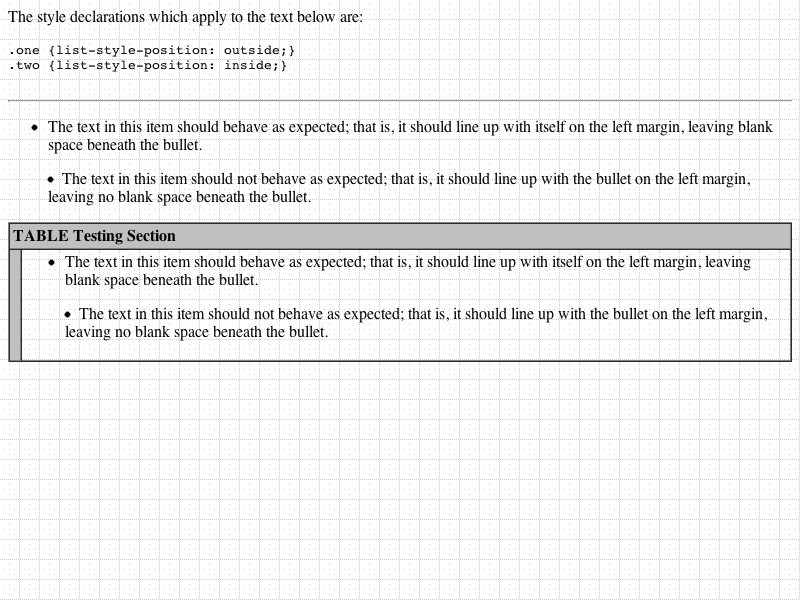 The style declarations which apply to the text below are:
.one {list-style-position: outside;}
.two {list-style-position: inside;}
• The text in this item should behave as expected; that is, it should line up with itself on the left margin, leaving blank
space beneath the bullet.
• The text in this item should not behave as expected; that is, it should line up with the bullet on the left margin,
leaving no blank space beneath the bullet.
TABLE Testing Section
• The text in this item should behave as expected; that is, it should line up with itself on the left margin, leaving
blank space beneath the bullet.
• The text in this item should not behave as expected; that is, it should line up with the bullet on the left margin,
leaving no blank space beneath the bullet.